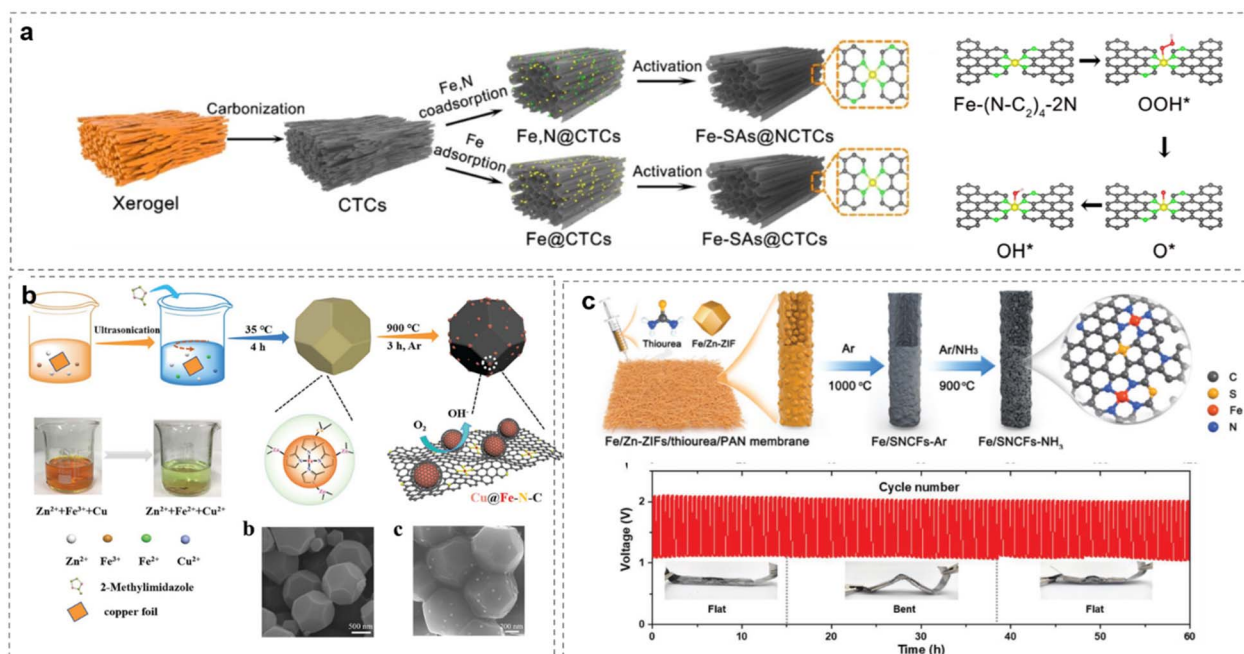 a
Carbonization
Xerogel
CTCs
Fe,N
coadsorption
Fe
adsorption
Fe,N@CTCs
Fe@CTCs
Activation
Activation
Fe-SAs@NCTCs
Fe-SAs@CTCs
Fe-(N-C₂)₄-2N
OOH*
OH*
O*
b
Ultrasonication
35 °C
4 h
900 °C
3 h, Ar
Zn²⁺+Fe³⁺+Cu
Zn²⁺+Fe²⁺+Cu²⁺
O₂
OH⁻
Cu@Fe-N-C
Zn²⁺
Fe³⁺
Fe²⁺
Cu²⁺
2-Methylimidazole
copper foil
b
500 nm
c
200 nm
c
Thiourea
Fe/Zn-ZIF
Fe/Zn-ZIFs/thiourea/PAN membrane
Ar
1000 °C
Fe/SNCFs-Ar
Ar/NH₃
900 °C
Fe/SNCFs-NH₃
C
S
Fe
N
Cycle number
Voltage (V)
2
1
0
Flat
Bent
Flat
0 10 20 30 40 50 60
Time (h)